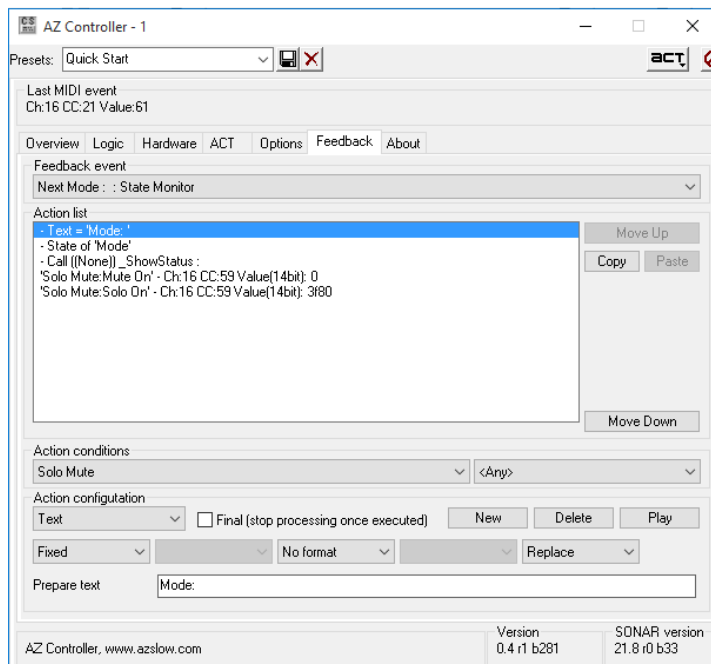 AZ Controller - 1
Presets: Quick Start
ACT
Last MIDI event
Ch:16 CC:21 Value:61
Overview Logic Hardware ACT Options Feedback About
Feedback event
Next Mode : : State Monitor
Action list
- Text = 'Mode: '
- State of 'Mode'
- Call ((None)) _ShowStatus :
'Solo Mute:Mute On' - Ch:16 CC:59 Value(14bit): 0
'Solo Mute:Solo On' - Ch:16 CC:59 Value(14bit): 3f80
Move Up
Copy Paste
Move Down
Action conditions
Solo Mute <Any>
Action configutation
Text Final (stop processing once executed) New Delete Play
Fixed No format Replace
Prepare text Mode:
AZ Controller, www.azslow.com
Version
0.4 r1 b281
SONAR version
21.8 r0 b33